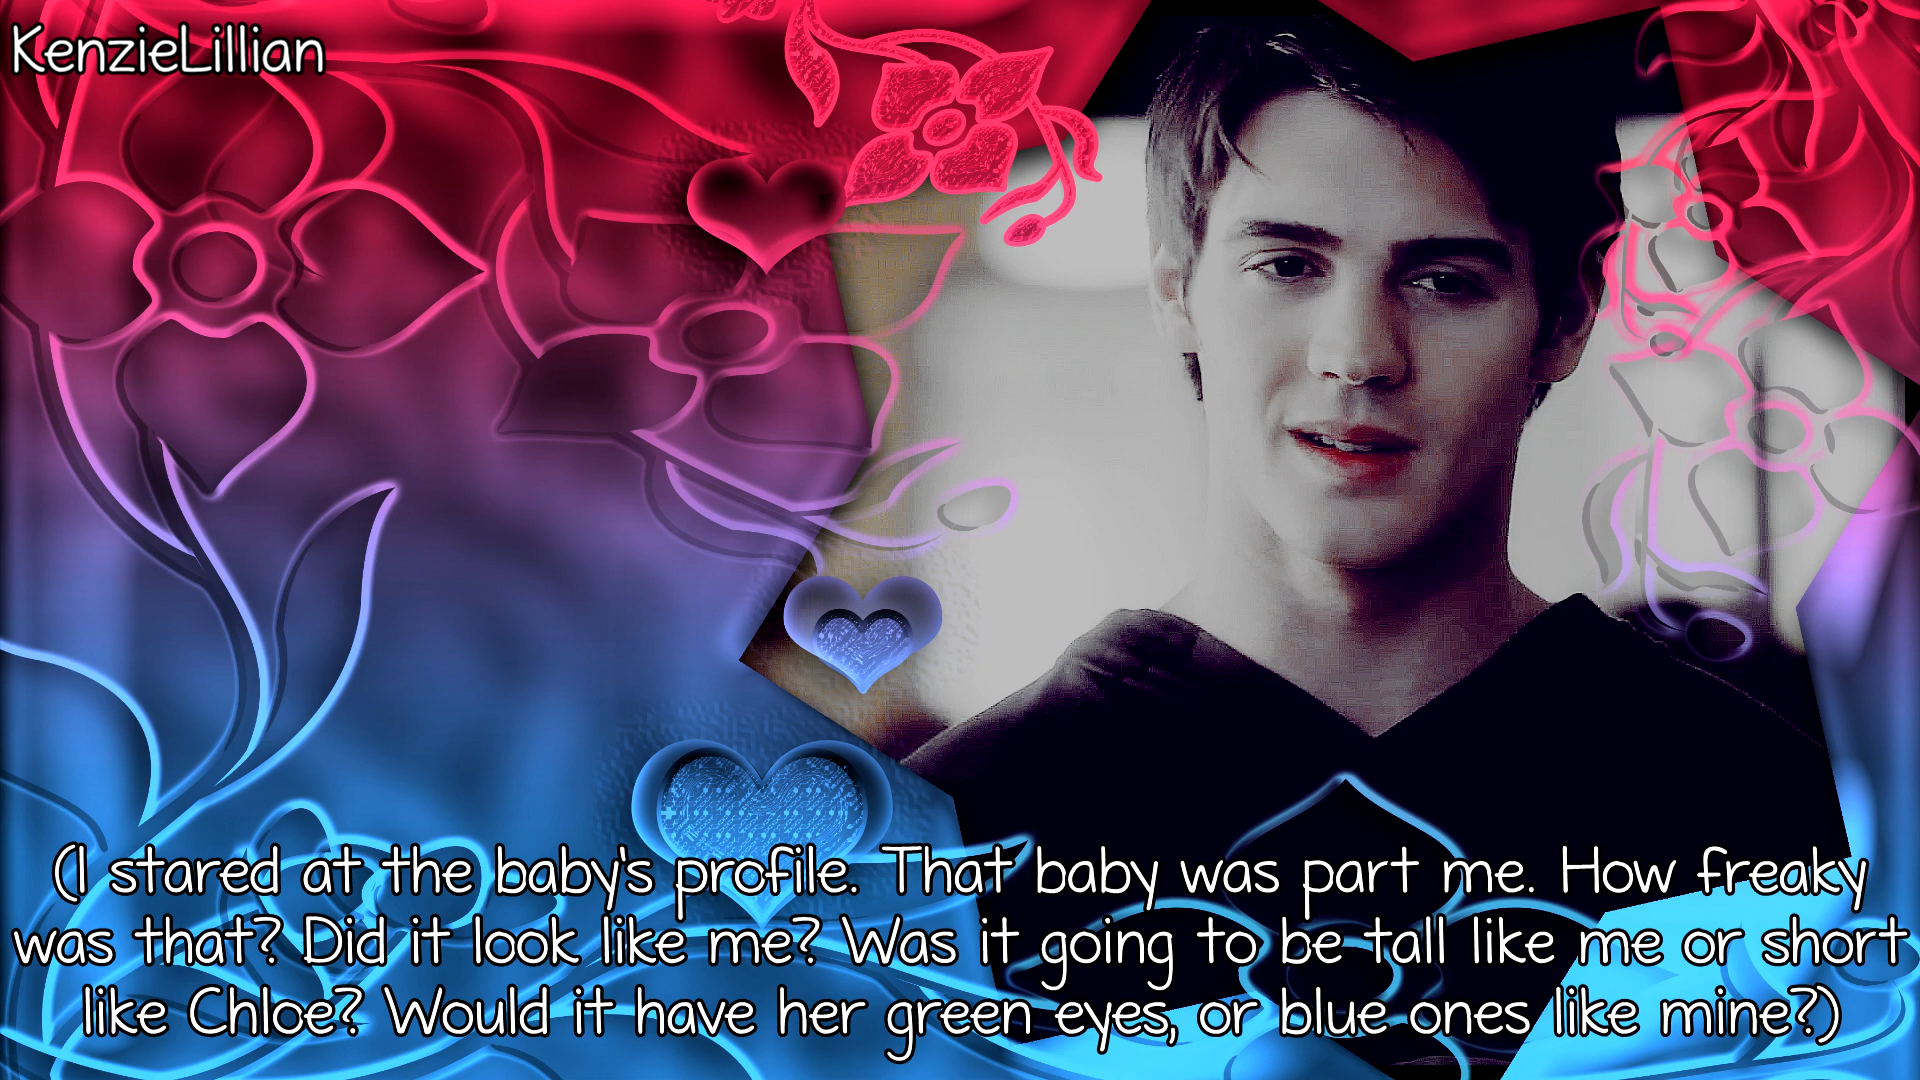 KenzieLillian
(I stared at the baby's profile. That baby was part me. How freaky
was that? Did it look like me? Was it going to be tall like me or short
like Chloe? Would it have her green eyes, or blue ones like mine?)